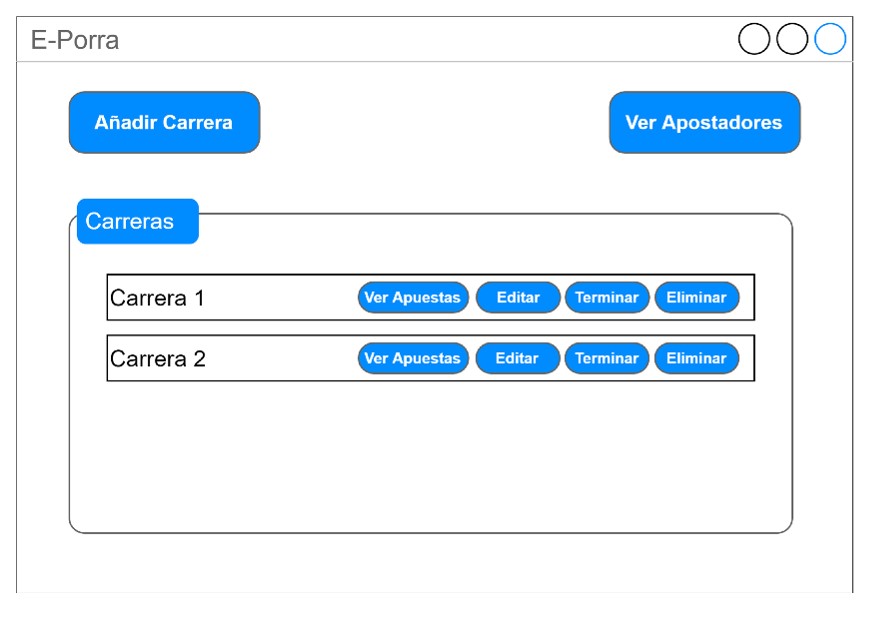 E-Porra
Añadir Carrera
Ver Apostadores
Carreras
Carrera 1 Ver Apuestas Editar Terminar Eliminar
Carrera 2 Ver Apuestas Editar Terminar Eliminar